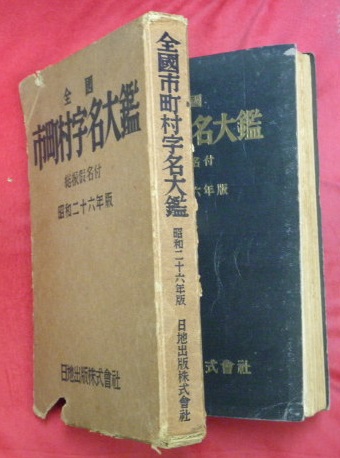 全國
市町村字名大鑑
昭和二十六年版
日地出版株式會社
全國市町村字名大鑑
昭和二十六年版
日地出版株式會社
國
名大鑑
名付
六年版
式會社